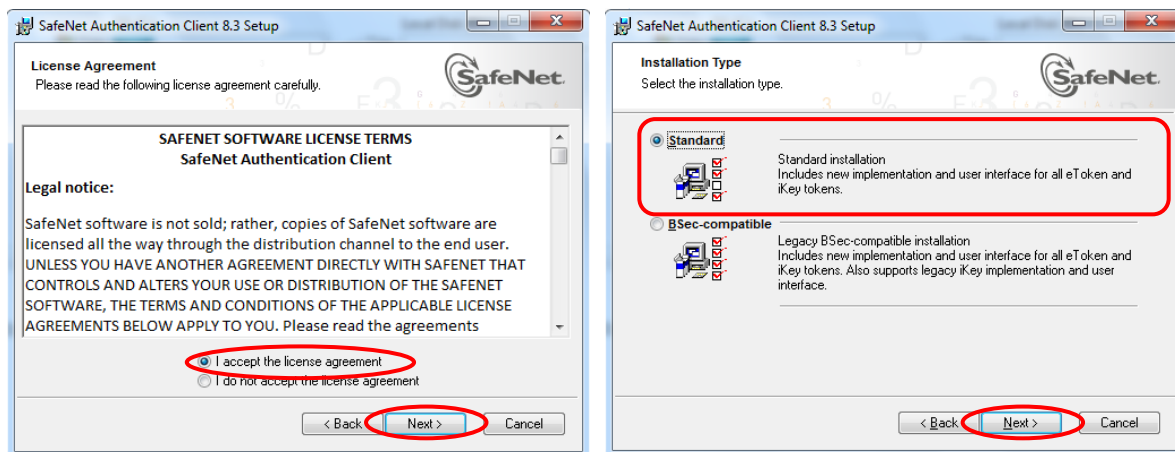 SafeNet Authentication Client 8.3 Setup
License Agreement
Please read the following license agreement carefully.
SafeNet.
SAFENET SOFTWARE LICENSE TERMS
SafeNet Authentication Client
Legal notice:
SafeNet software is not sold; rather, copies of SafeNet software are
licensed all the way through the distribution channel to the end user.
UNLESS YOU HAVE ANOTHER AGREEMENT DIRECTLY WITH SAFENET THAT
CONTROLS AND ALTERS YOUR USE OR DISTRIBUTION OF THE SAFENET
SOFTWARE, THE TERMS AND CONDITIONS OF THE APPLICABLE LICENSE
AGREEMENTS BELOW APPLY TO YOU. Please read the agreements
I accept the license agreement
I do not accept the license agreement
< Back
Next >
Cancel
SafeNet Authentication Client 8.3 Setup
Installation Type
Select the installation type.
SafeNet.
Standard
Standard installation
Includes new implementation and user interface for all eToken and
iKey tokens.
BSec-compatible
Legacy BSec-compatible installation
Includes new implementation and user interface for all eToken and
iKey tokens. Also supports legacy iKey implementation and user
interface.
< Back
Next >
Cancel